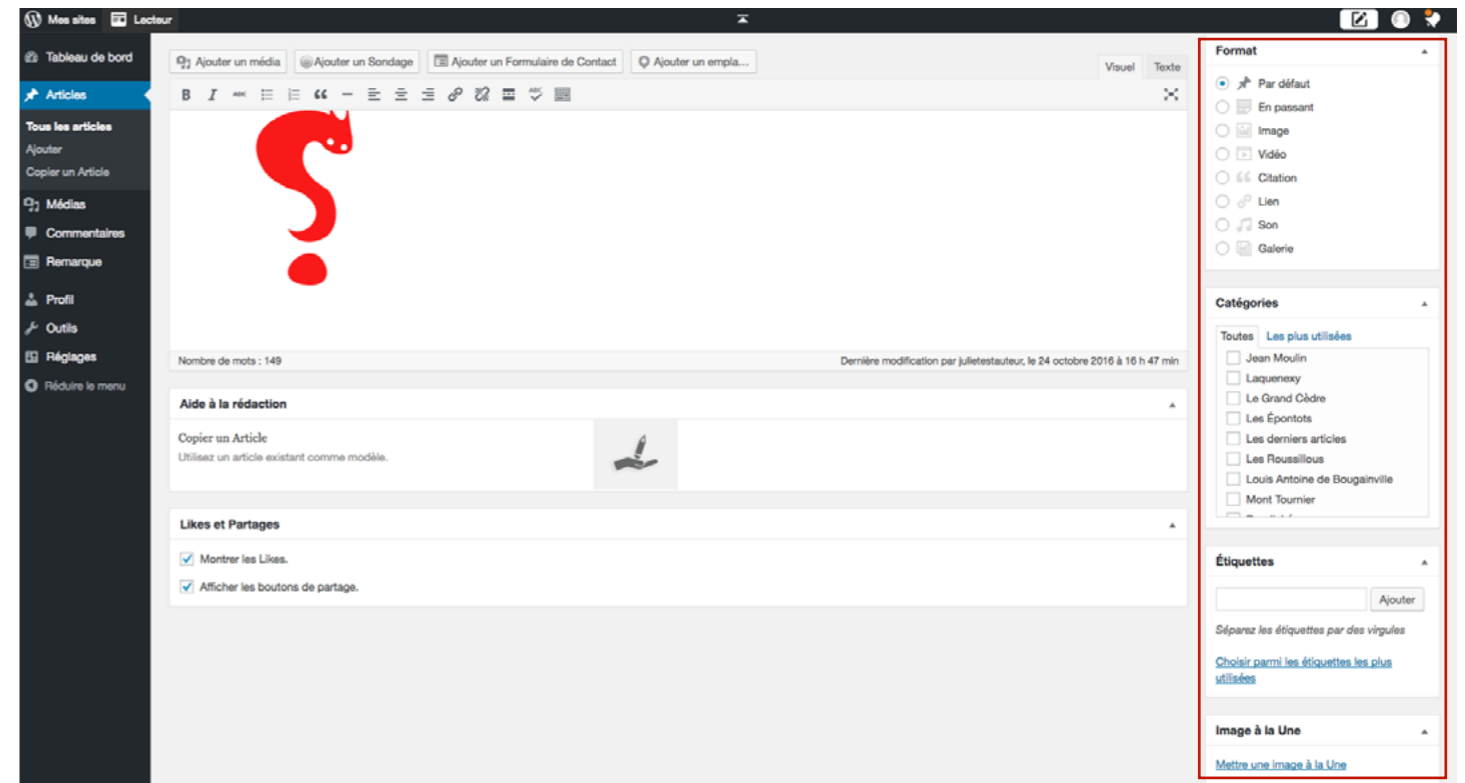 Mes sites Lecteur
Tableau de bord
Articles
Tous les articles
Ajouter
Copier un Article
Médias
Commentaires
Remarque
Profil
Outils
Réglages
Réduire le menu
Ajouter un média Ajouter un Sondage Ajouter un Formulaire de Contact Ajouter un empla...
Visuel Texte
B I ABC ABC
?
Nombre de mots : 149 Dernière modification par julietestauteur, le 24 octobre 2016 à 16 h 47 min
Aide à la rédaction
Copier un Article
Utilisez un article existant comme modèle.
Likes et Partages
Montrer les Likes.
Afficher les boutons de partage.
Format
Par défaut
En passant
Image
Vidéo
Citation
Lien
Son
Galerie
Catégories
Toutes Les plus utilisées
Jean Moulin
Laquenexy
Le Grand Cèdre
Les Épontots
Les derniers articles
Les Roussillous
Louis Antoine de Bougainville
Mont Tournier
Étiquettes
Ajouter
Séparez les étiquettes par des virgules
Choisir parmi les étiquettes les plus
utilisées
Image à la Une
Mettre une image à la Une